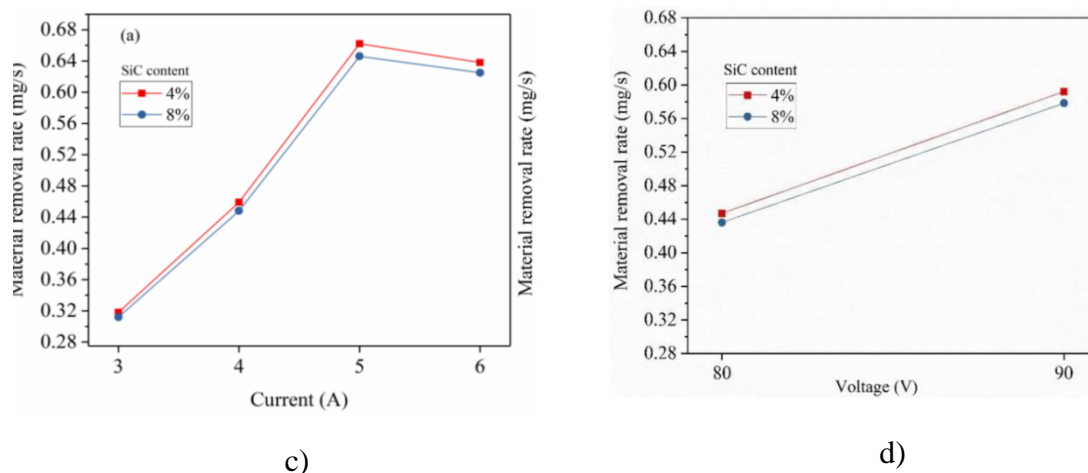 (a)
SiC content
4%
8%
Material removal rate (mg/s)
0.68
0.64
0.60
0.56
0.52
0.48
0.44
0.40
0.36
0.32
0.28
3 4 5 6
Current (A)
Material removal rate (mg/s)
c)
SiC content
4%
8%
Material removal rate (mg/s)
0.68
0.64
0.60
0.56
0.52
0.48
0.44
0.40
0.36
0.32
0.28
80 90
Voltage (V)
d)